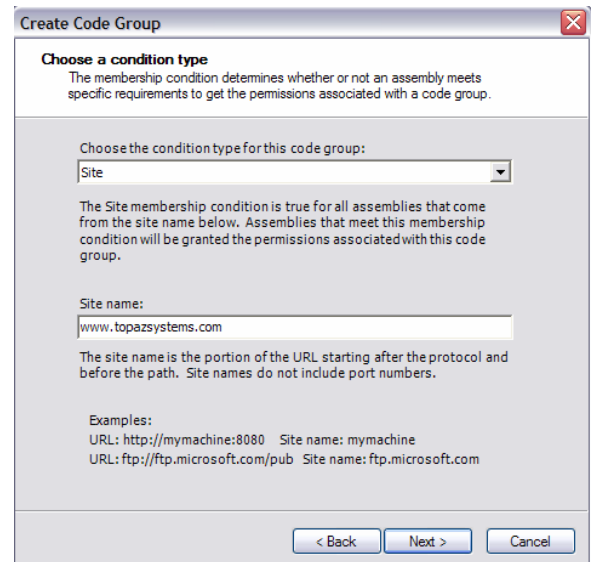 Create Code Group
Choose a condition type
The membership condition determines whether or not an assembly meets
specific requirements to get the permissions associated with a code group.
Choose the condition type for this code group:
Site
The Site membership condition is true for all assemblies that come
from the site name below. Assemblies that meet this membership
condition will be granted the permissions associated with this code
group.
Site name:
www.topazsystems.com
The site name is the portion of the URL starting after the protocol and
before the path. Site names do not include port numbers.
Examples:
URL: http://mymachine:8080 Site name: mymachine
URL: ftp://ftp.microsoft.com/pub Site name: ftp.microsoft.com
< Back Next > Cancel